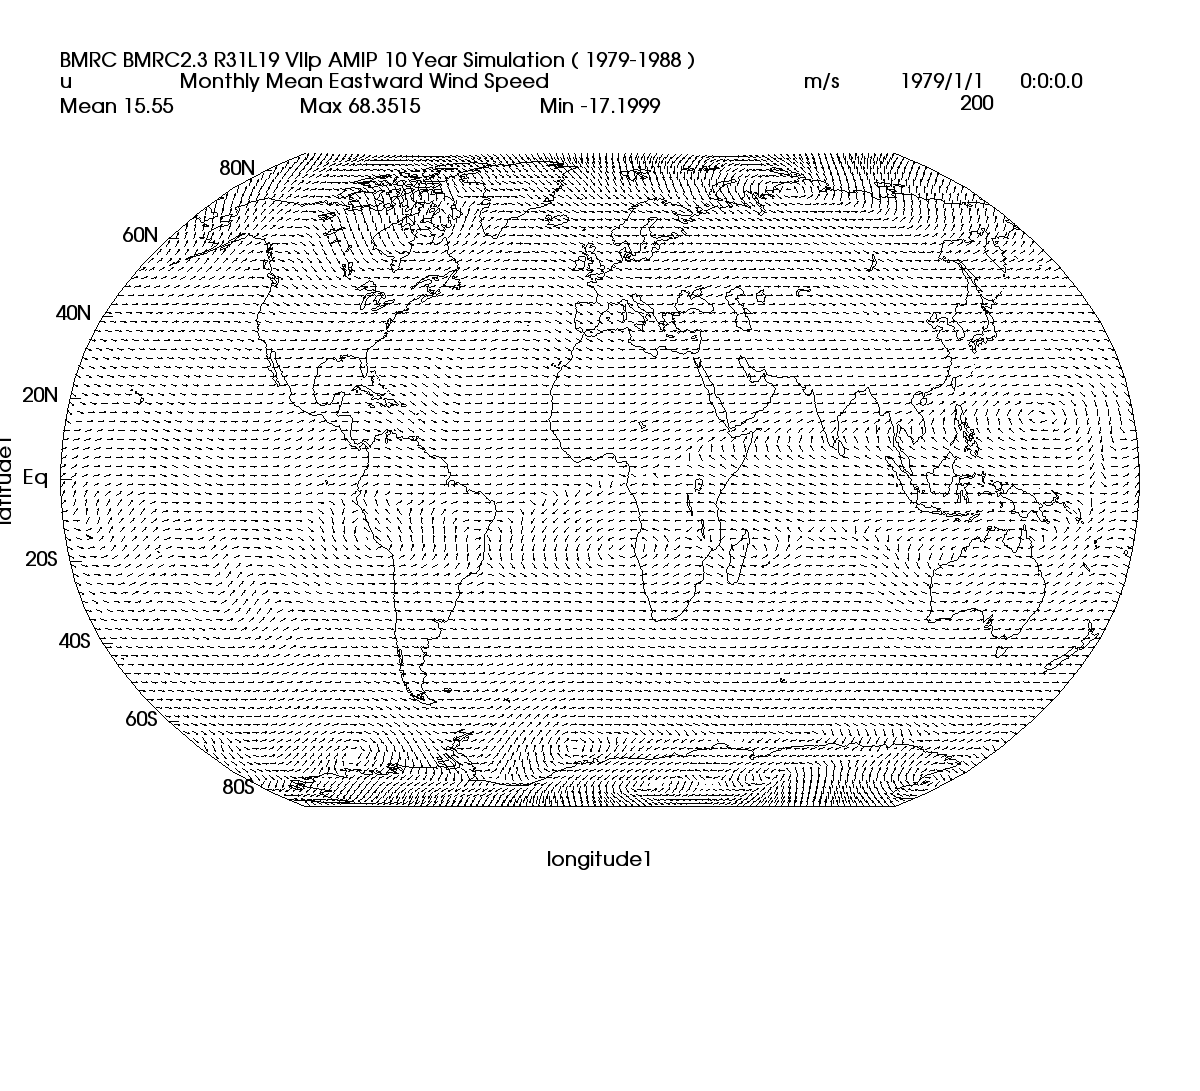 BMRC BMRC2.3 R31L19 VIIp AMIP 10 Year Simulation ( 1979-1988 )
u Monthly Mean Eastward Wind Speed m/s 1979/1/1 0:0:0.0
Mean 15.55 Max 68.3515 Min -17.1999 200
80N
60N
40N
20N
Eq
20S
40S
60S
80S
latitude1
longitude1